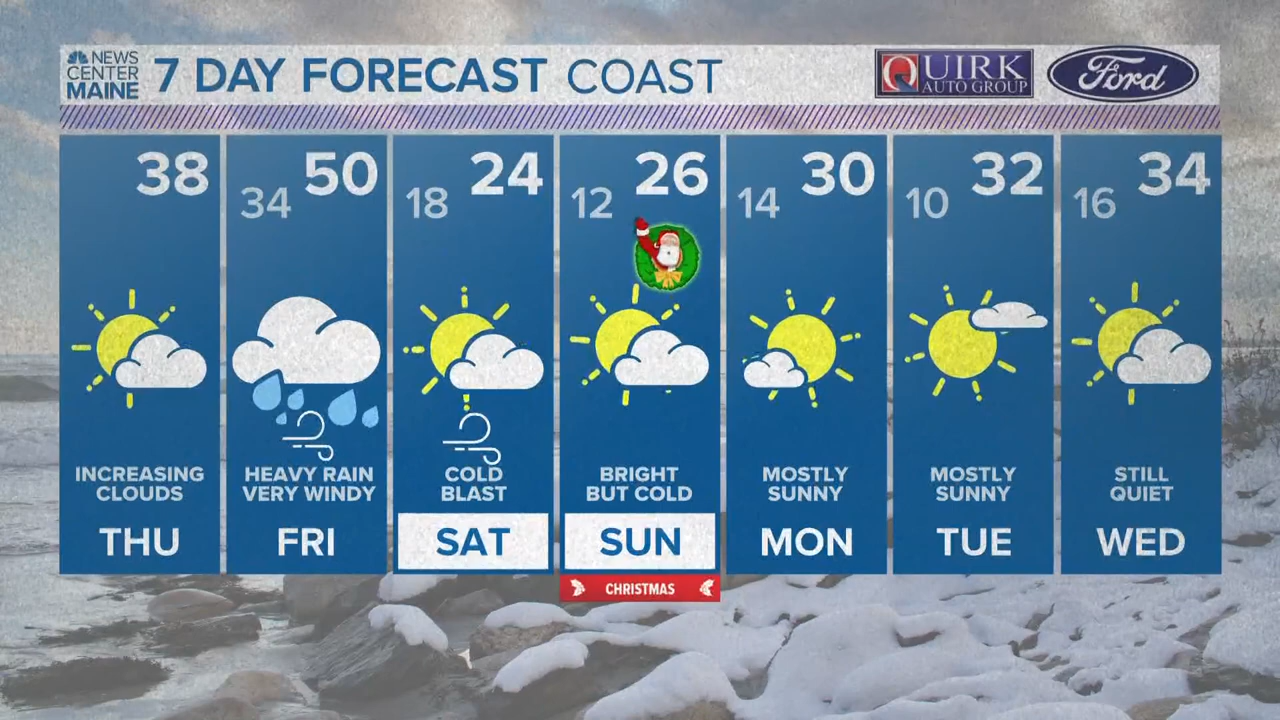 NEWS CENTER MAINE
7 DAY FORECAST COAST
QUIRK AUTO GROUP
Ford
38
34 50
18 24
12 26
14 30
10 32
16 34
INCREASING CLOUDS
HEAVY RAIN VERY WINDY
COLD BLAST
BRIGHT BUT COLD
MOSTLY SUNNY
MOSTLY SUNNY
STILL QUIET
THU
FRI
SAT
SUN
MON
TUE
WED
CHRISTMAS